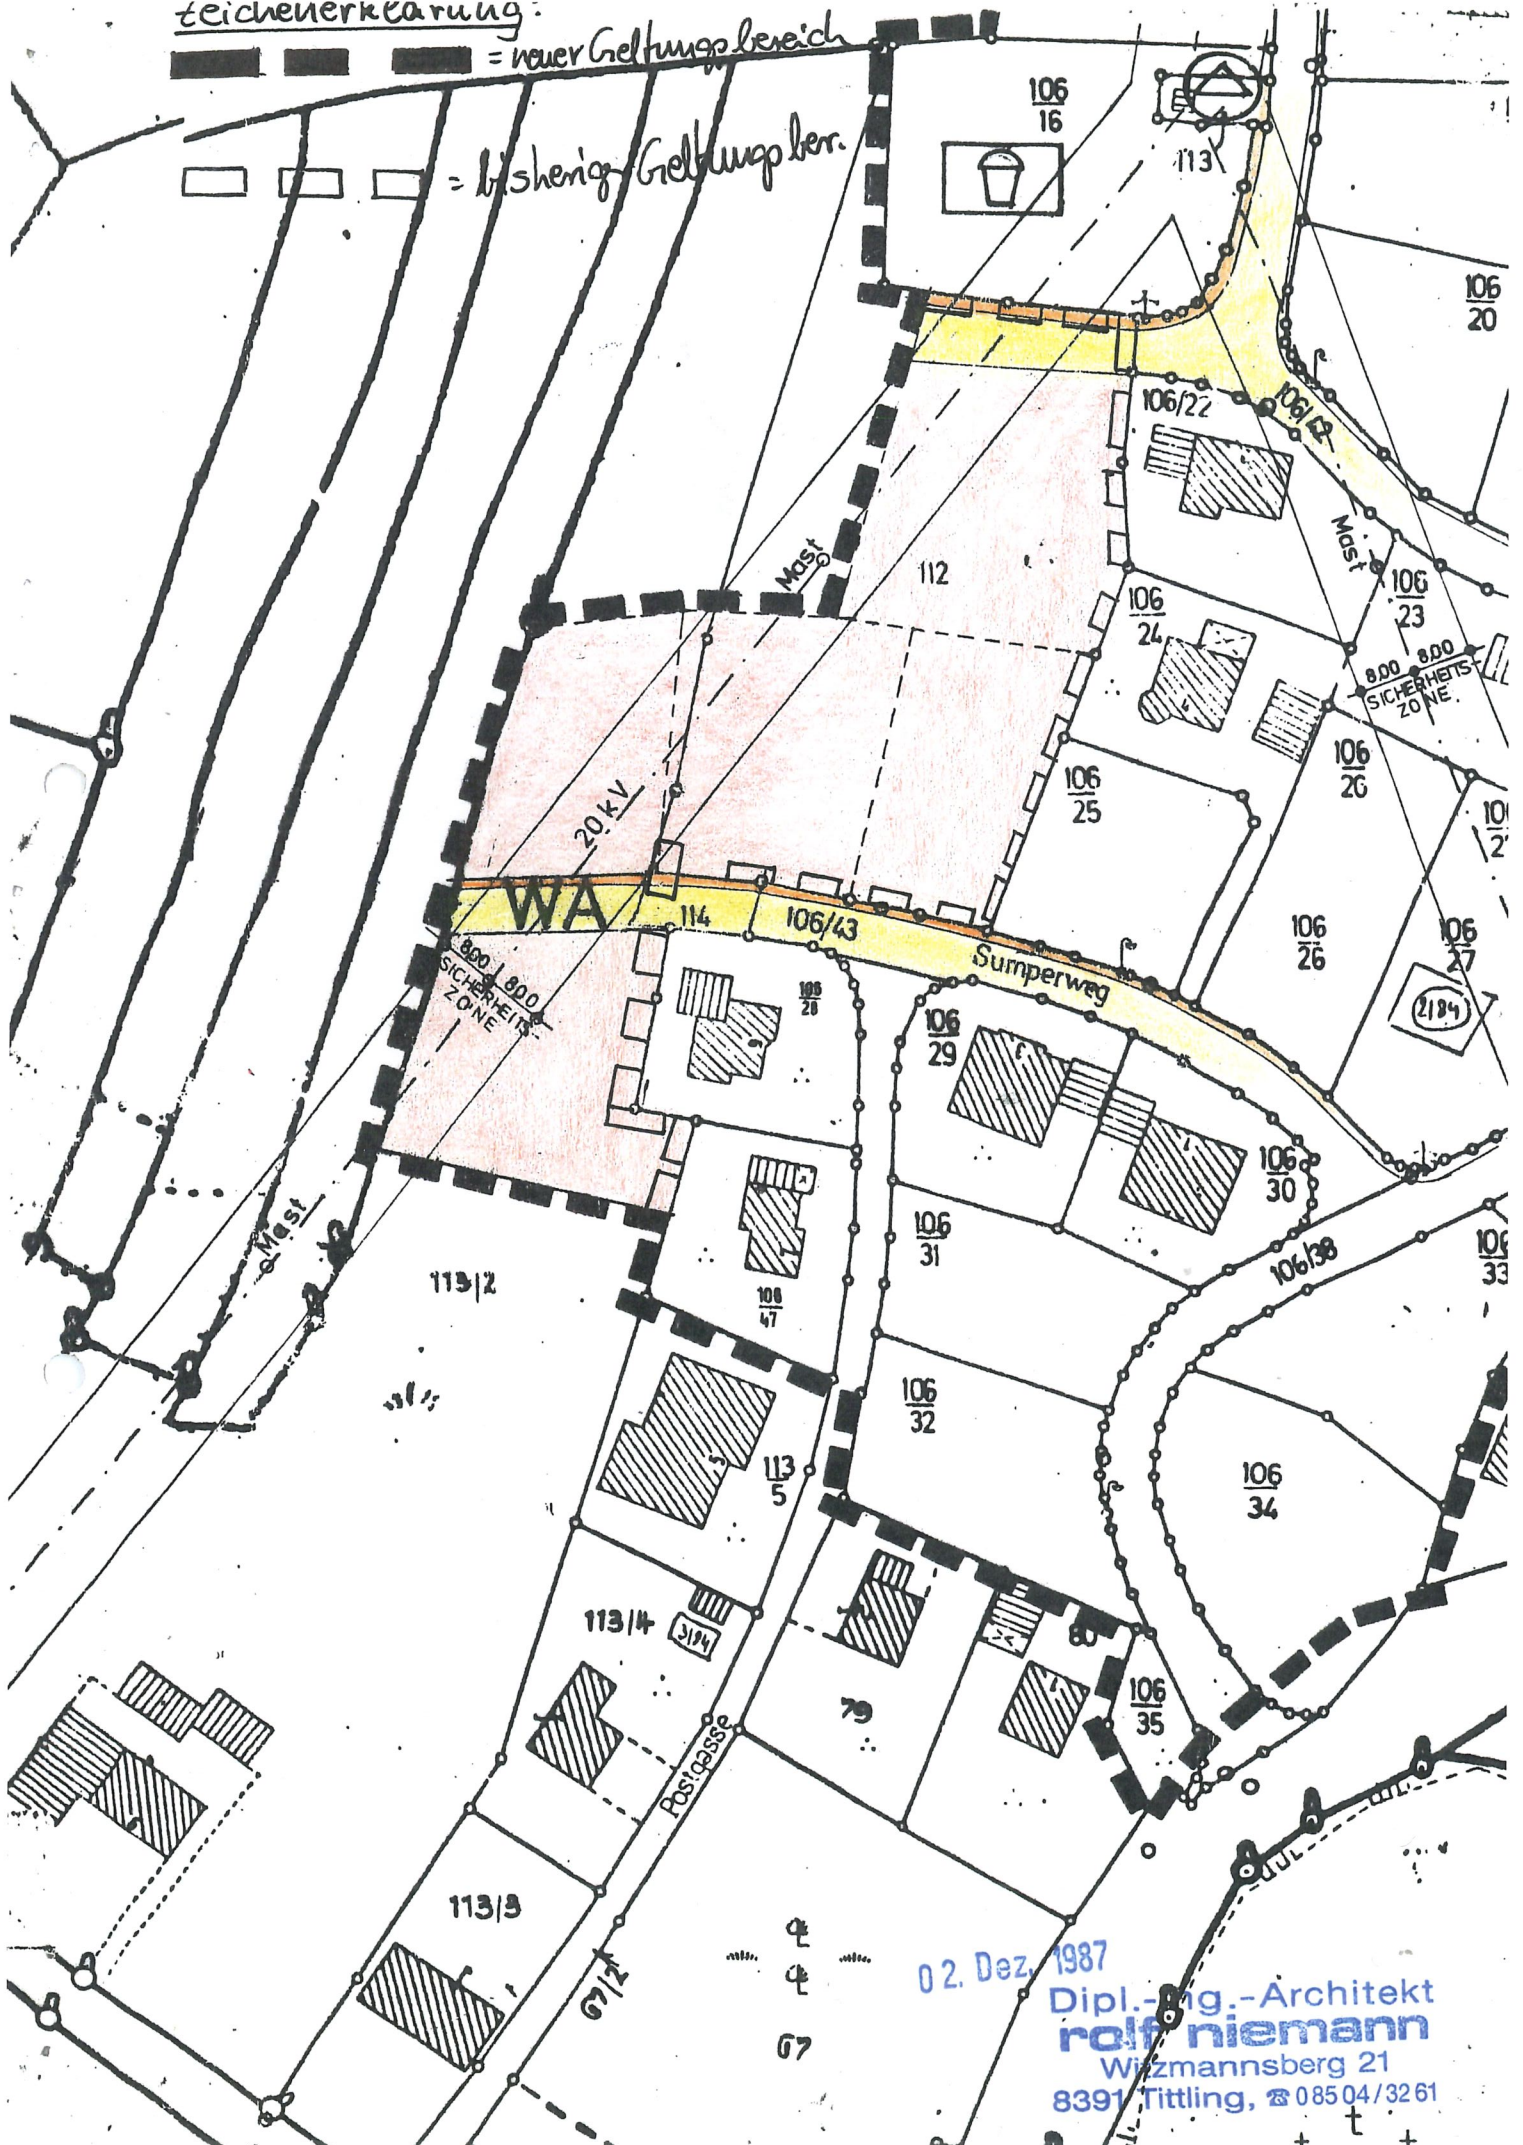 Zeichenerklärung:
= neuer Geltungsbereich
= bisherig. Geltungsber.
106
16
113
106
20
106/22
106/42
Mast
Mast
112
106
23
106
24
8.00 8.00
SICHERHEITS
ZONE.
106
26
106
25
20 KV
WA
114
106/43
Sumperweg
106
26
106
27
2184
8.00 8.00
SICHERHEITS
ZONE
106
28
106
29
106
30
106/38
106
33
106
31
Mast
113/2
106
47
106
32
113
5
106
34
113/4
3194
80
79
106
35
Postgasse
113/3
67/2
67
02. Dez. 1987
Dipl.-Ing.-Architekt
rolf niemann
Witzmannsberg 21
8391 Tittling, ☎ 08504/3261